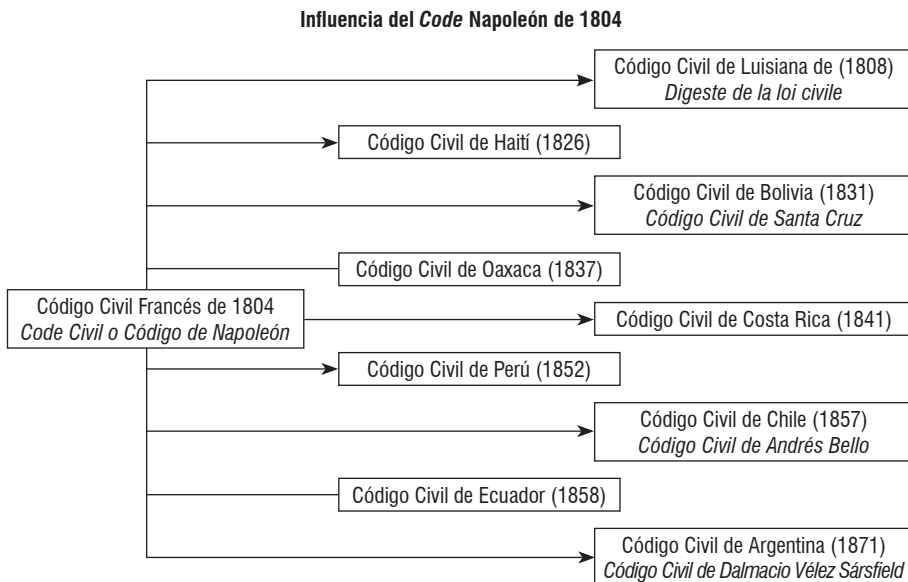 Influencia del Code Napoleón de 1804
Código Civil de Luisiana de (1808)
Digeste de la loi civile
Código Civil de Haití (1826)
Código Civil de Bolivia (1831)
Código Civil de Santa Cruz
Código Civil de Oaxaca (1837)
Código Civil Francés de 1804
Code Civil o Código de Napoleón
Código Civil de Costa Rica (1841)
Código Civil de Perú (1852)
Código Civil de Chile (1857)
Código Civil de Andrés Bello
Código Civil de Ecuador (1858)
Código Civil de Argentina (1871)
Código Civil de Dalmacio Vélez Sársfield